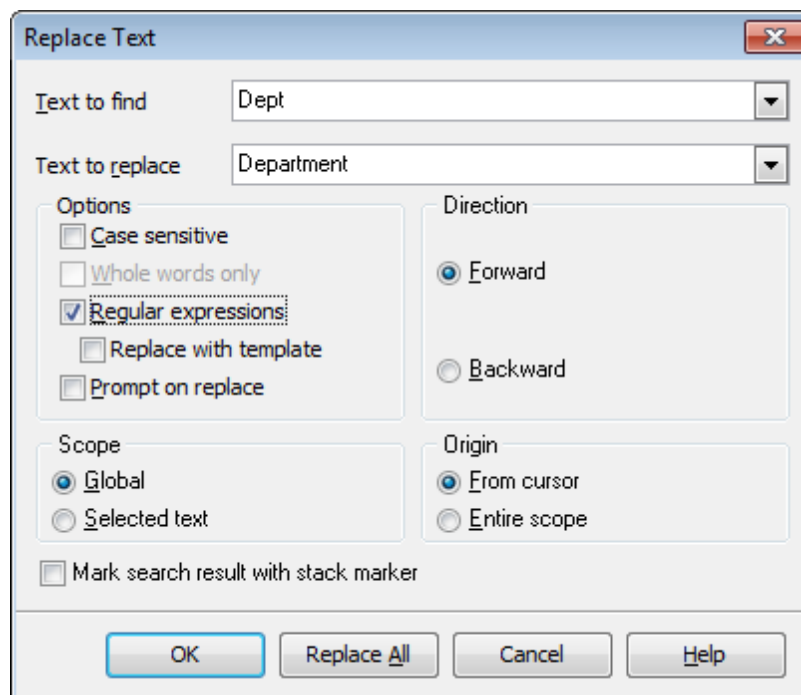 Replace Text
Text to find
Dept
Text to replace
Department
Options
Case sensitive
Whole words only
Regular expressions
Replace with template
Prompt on replace
Direction
Forward
Backward
Scope
Global
Selected text
Origin
From cursor
Entire scope
Mark search result with stack marker
OK
Replace All
Cancel
Help